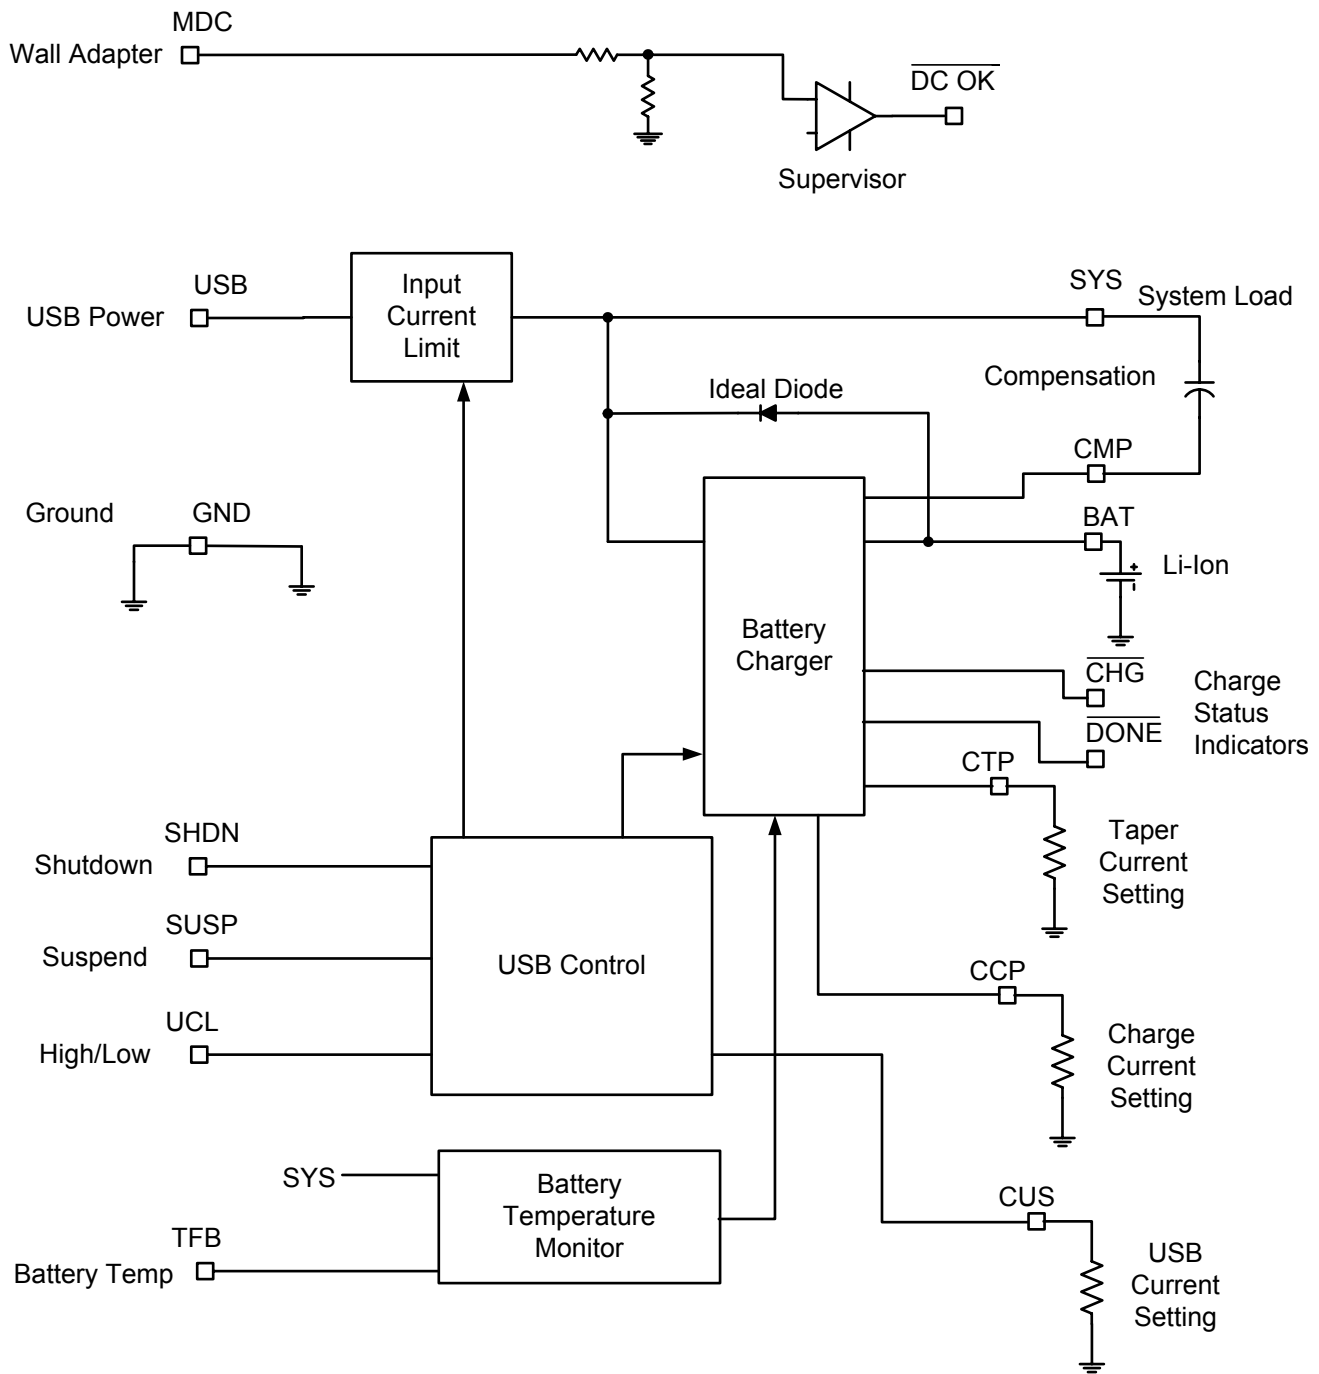 MDC
Wall Adapter
DC OK
Supervisor
USB
USB Power
Input
Current
Limit
SYS
System Load
Compensation
Ideal Diode
CMP
Ground
GND
BAT
Li-Ion
Battery
Charger
CHG
DONE
Charge
Status
Indicators
CTP
Taper
Current
Setting
SHDN
Shutdown
SUSP
Suspend
UCL
High/Low
USB Control
CCP
Charge
Current
Setting
SYS
TFB
Battery Temp
Battery
Temperature
Monitor
CUS
USB
Current
Setting